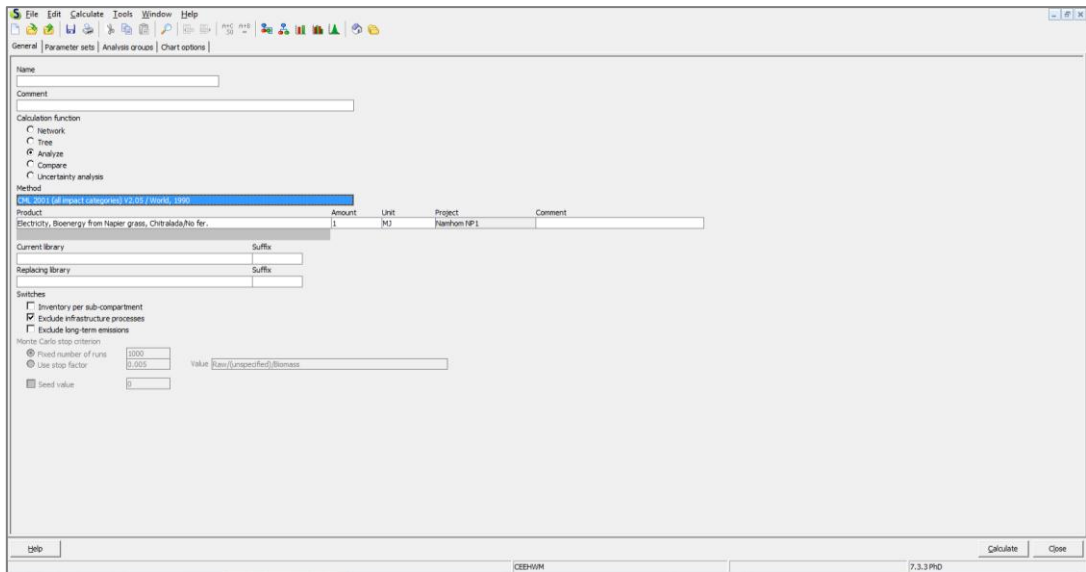 File Edit Calculate Tools Window Help
A+C 50 A+B =
General Parameter sets Analysis groups Chart options
Name
Comment
Calculation function
Network
Tree
Analyze
Compare
Uncertainty analysis
Method
CML 2001 (all impact categories) V2.05 / World, 1990
Product Amount Unit Project Comment
Electricity, Bioenergy from Napier grass, Chitralada/No fer. 1 MJ Namhom NP1
Current library Suffix
Replacing library Suffix
Switches
Inventory per sub-compartment
Exclude infrastructure processes
Exclude long-term emissions
Monte Carlo stop criterion
Fixed number of runs 1000
Use stop factor 0.005 Value Raw/(unspecified)/Biomass
Seed value 0
Help Calculate Close
CEEHWM 7.3.3 PhD